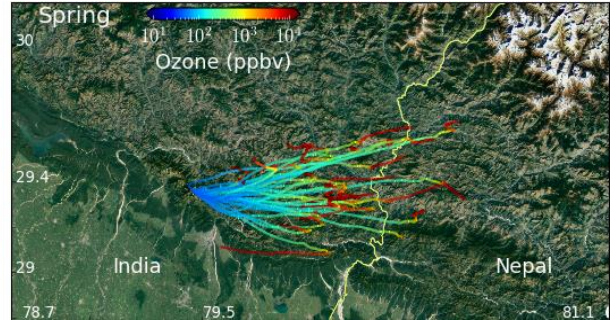 Spring
10¹ 10² 10³ 10⁴
Ozone (ppbv)
30
29.4
29
India
Nepal
78.7
79.5
81.1